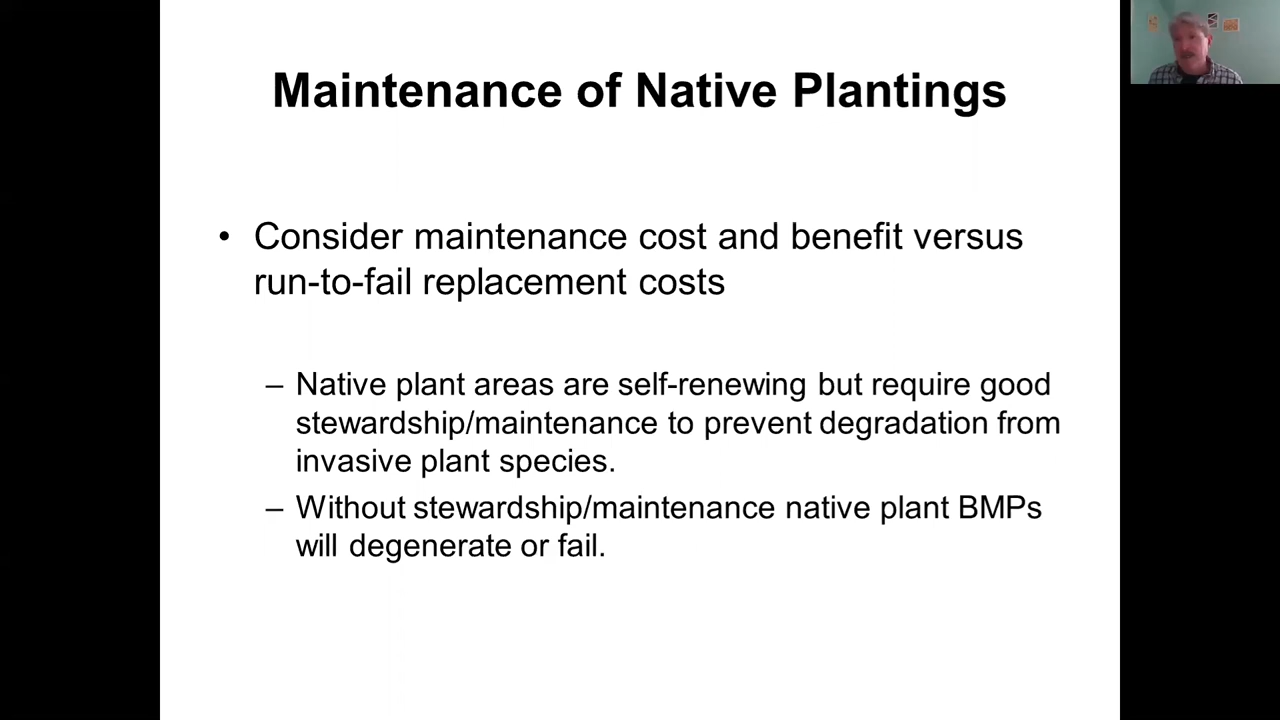 Maintenance of Native Plantings
• Consider maintenance cost and benefit versus
run-to-fail replacement costs
– Native plant areas are self-renewing but require good
stewardship/maintenance to prevent degradation from
invasive plant species.
– Without stewardship/maintenance native plant BMPs
will degenerate or fail.